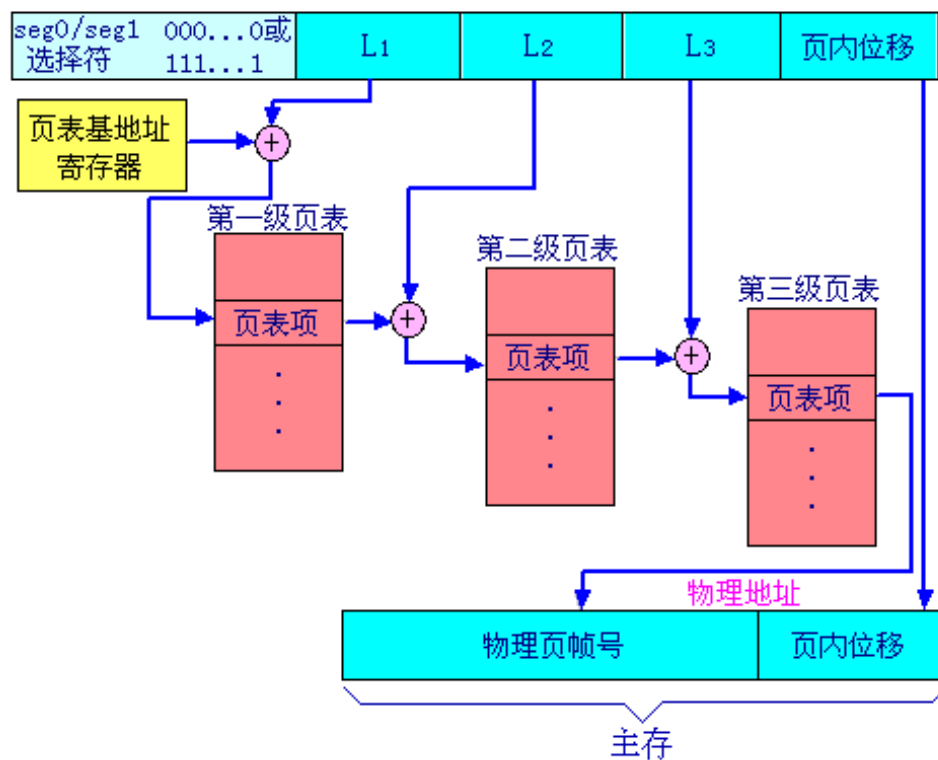 seg0/seg1 000...0或
选择符 111...1
L1
L2
L3
页内位移
页表基地址
寄存器
+
第一级页表
第二级页表
第三级页表
页表项
+
页表项
+
页表项
物理地址
物理页帧号
页内位移
主存